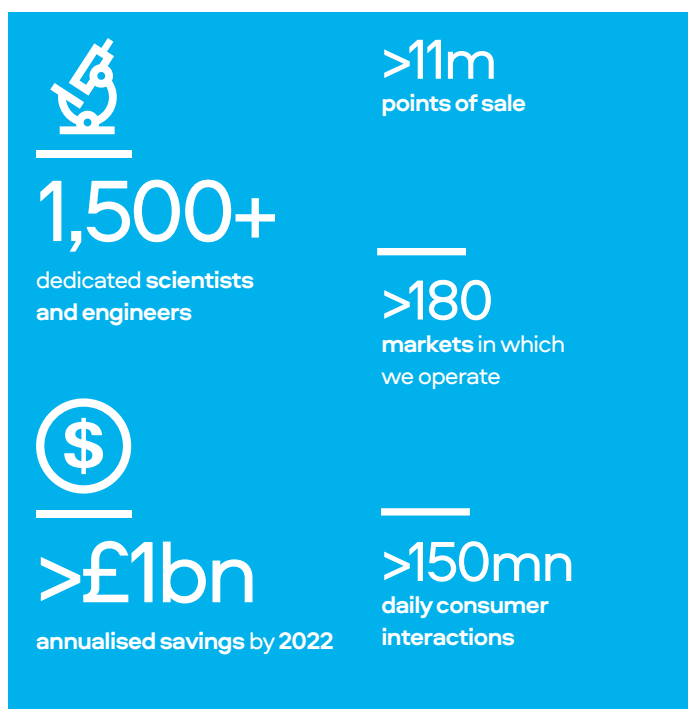 1,500+
dedicated scientists
and engineers
$
>£1bn
annualised savings by 2022
>11m
points of sale
>180
markets in which
we operate
>150mn
daily consumer
interactions